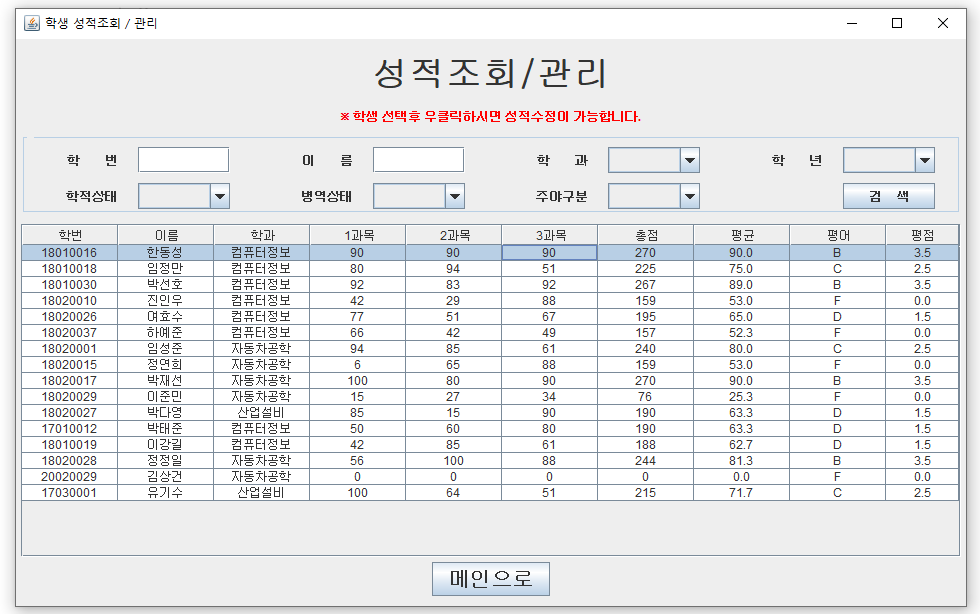 학생 성적조회 / 관리
성적조회/관리
※ 학생 선택후 우클릭하시면 성적수정이 가능합니다.
학 번 이 름 학 과 학 년
학적상태 병역상태 주야구분 검 색
학번 이름 학과 1과목 2과목 3과목 총점 평균 평어 평점
18010016 한동성 컴퓨터정보 90 90 90 270 90.0 B 3.5
18010018 임정만 컴퓨터정보 80 94 51 225 75.0 C 2.5
18010030 박선호 컴퓨터정보 92 83 92 267 89.0 B 3.5
18020010 진인우 컴퓨터정보 42 29 88 159 53.0 F 0.0
18020026 여효수 컴퓨터정보 77 51 67 195 65.0 D 1.5
18020037 하예준 컴퓨터정보 66 42 49 157 52.3 F 0.0
18020001 임성준 자동차공학 94 85 61 240 80.0 C 2.5
18020015 정연희 자동차공학 6 65 88 159 53.0 F 0.0
18020017 박재선 자동차공학 100 80 90 270 90.0 B 3.5
18020029 이준민 자동차공학 15 27 34 76 25.3 F 0.0
18020027 박다영 산업설비 85 15 90 190 63.3 D 1.5
17010012 박태준 컴퓨터정보 50 60 80 190 63.3 D 1.5
18010019 이강길 컴퓨터정보 42 85 61 188 62.7 D 1.5
18020028 정정일 자동차공학 56 100 88 244 81.3 B 3.5
20020029 김상건 자동차공학 0 0 0 0 0.0 F 0.0
17030001 유기수 산업설비 100 64 51 215 71.7 C 2.5
메인으로